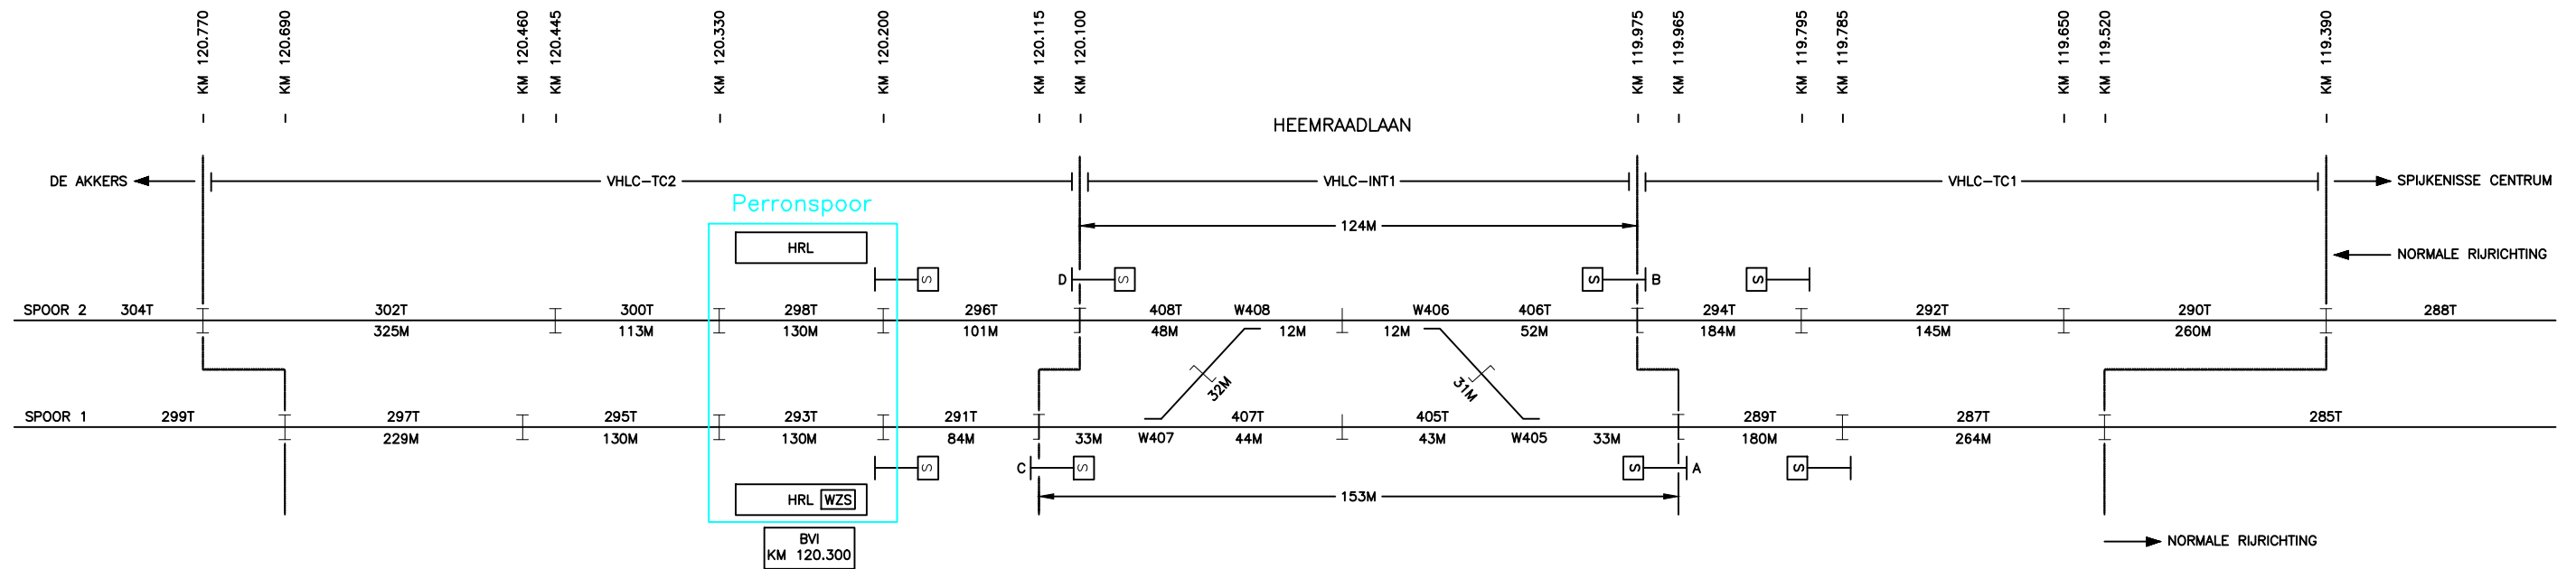 KM 120.770
KM 120.690
KM 120.460
KM 120.445
KM 120.330
KM 120.200
KM 120.115
KM 120.100
KM 119.975
KM 119.965
KM 119.795
KM 119.785
KM 119.650
KM 119.520
KM 119.390
HEEMRAADLAAN
DE AKKERS
VHLC-TC2
VHLC-INT1
VHLC-TC1
SPIJKENISSE CENTRUM
Perronspoor
124M
HRL
NORMALE RIJRICHTING
S
D
S
S
B
S
SPOOR 2
304T
302T
300T
298T
296T
408T
W408
W406
406T
294T
292T
290T
288T
325M
113M
130M
101M
48M
12M
12M
52M
184M
145M
260M
32M
31M
SPOOR 1
299T
297T
295T
293T
291T
407T
405T
289T
287T
285T
229M
130M
130M
84M
33M
W407
44M
43M
W405
33M
180M
264M
S
C
S
S
A
S
HRL
WZS
153M
BVI
KM 120.300
NORMALE RIJRICHTING